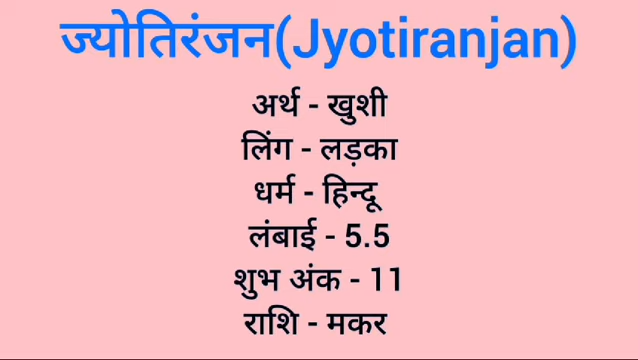 ज्योतिरंजन(Jyotiranjan)
अर्थ - खुशी
लिंग - लड़का
धर्म - हिन्दू
लंबाई - 5.5
शुभ अंक - 11
राशि - मकर